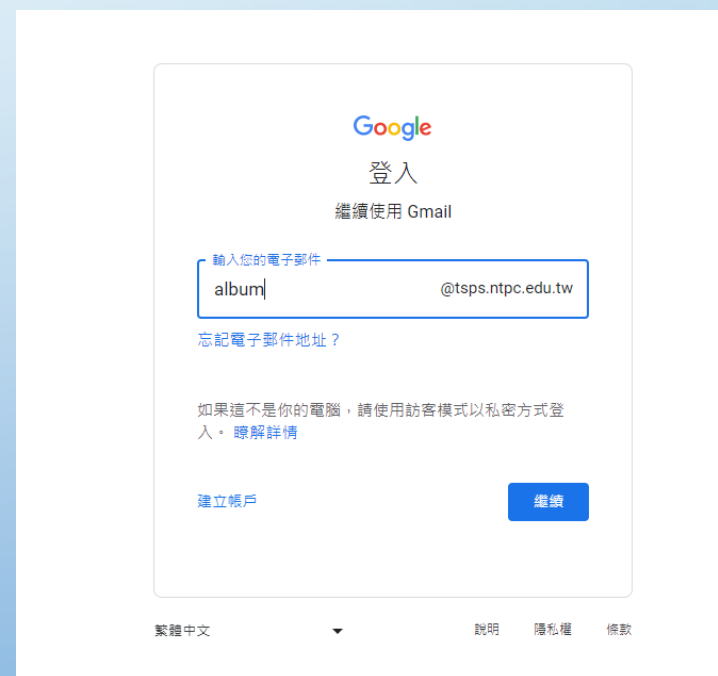 Google
登入
繼續使用 Gmail
輸入您的電子郵件
album @tsps.ntpc.edu.tw
忘記電子郵件地址？
如果這不是你的電腦，請使用訪客模式以私密方式登
入。 瞭解詳情
建立帳戶 繼續
繁體中文 說明 隱私權 條款